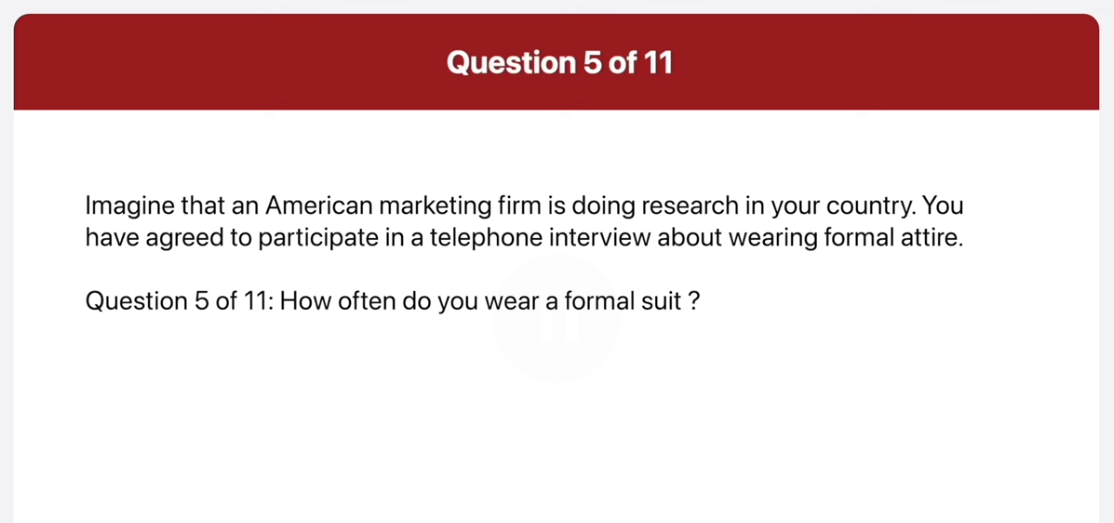 Question 5 of 11
Imagine that an American marketing firm is doing research in your country. You
have agreed to participate in a telephone interview about wearing formal attire.
Question 5 of 11: How often do you wear a formal suit ?